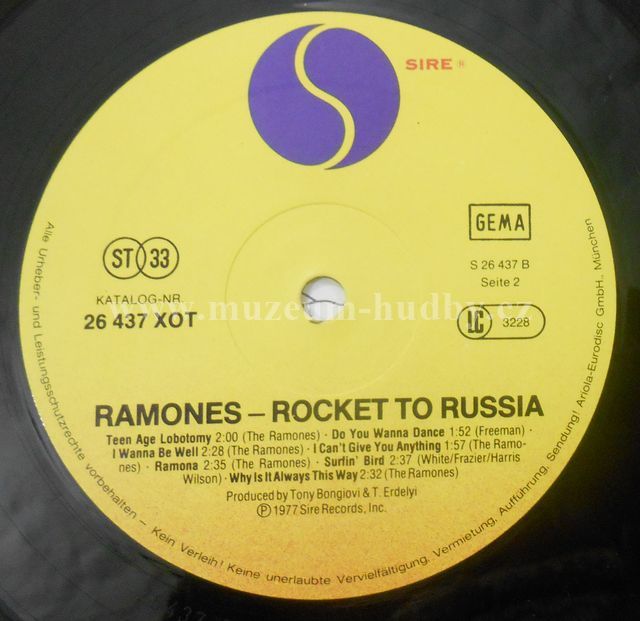 SIRE ®
GEMA
ST 33
S 26 437 B
Seite 2
KATALOG-NR.
26 437 XOT
LC 3228
www.muzeum-hudby.cz
RAMONES – ROCKET TO RUSSIA
Teen Age Lobotomy 2:00 (The Ramones) · Do You Wanna Dance 1:52 (Freeman) ·
I Wanna Be Well 2:28 (The Ramones) · I Can't Give You Anything 1:57 (The Ramo-
nes) · Ramona 2:35 (The Ramones) · Surfin' Bird 2:37 (White/Frazier/Harris
Wilson) · Why Is It Always This Way 2:32 (The Ramones)
Produced by Tony Bongiovi & T. Erdelyi
Ⓟ 1977 Sire Records, Inc.
Alle Urheber- und Leistungsschutzrechte vorbehalten – Kein Verleih! Keine unerlaubte Vervielfältigung, Vermietung, Aufführung, Sendung! Ariola-Eurodisc GmbH., München